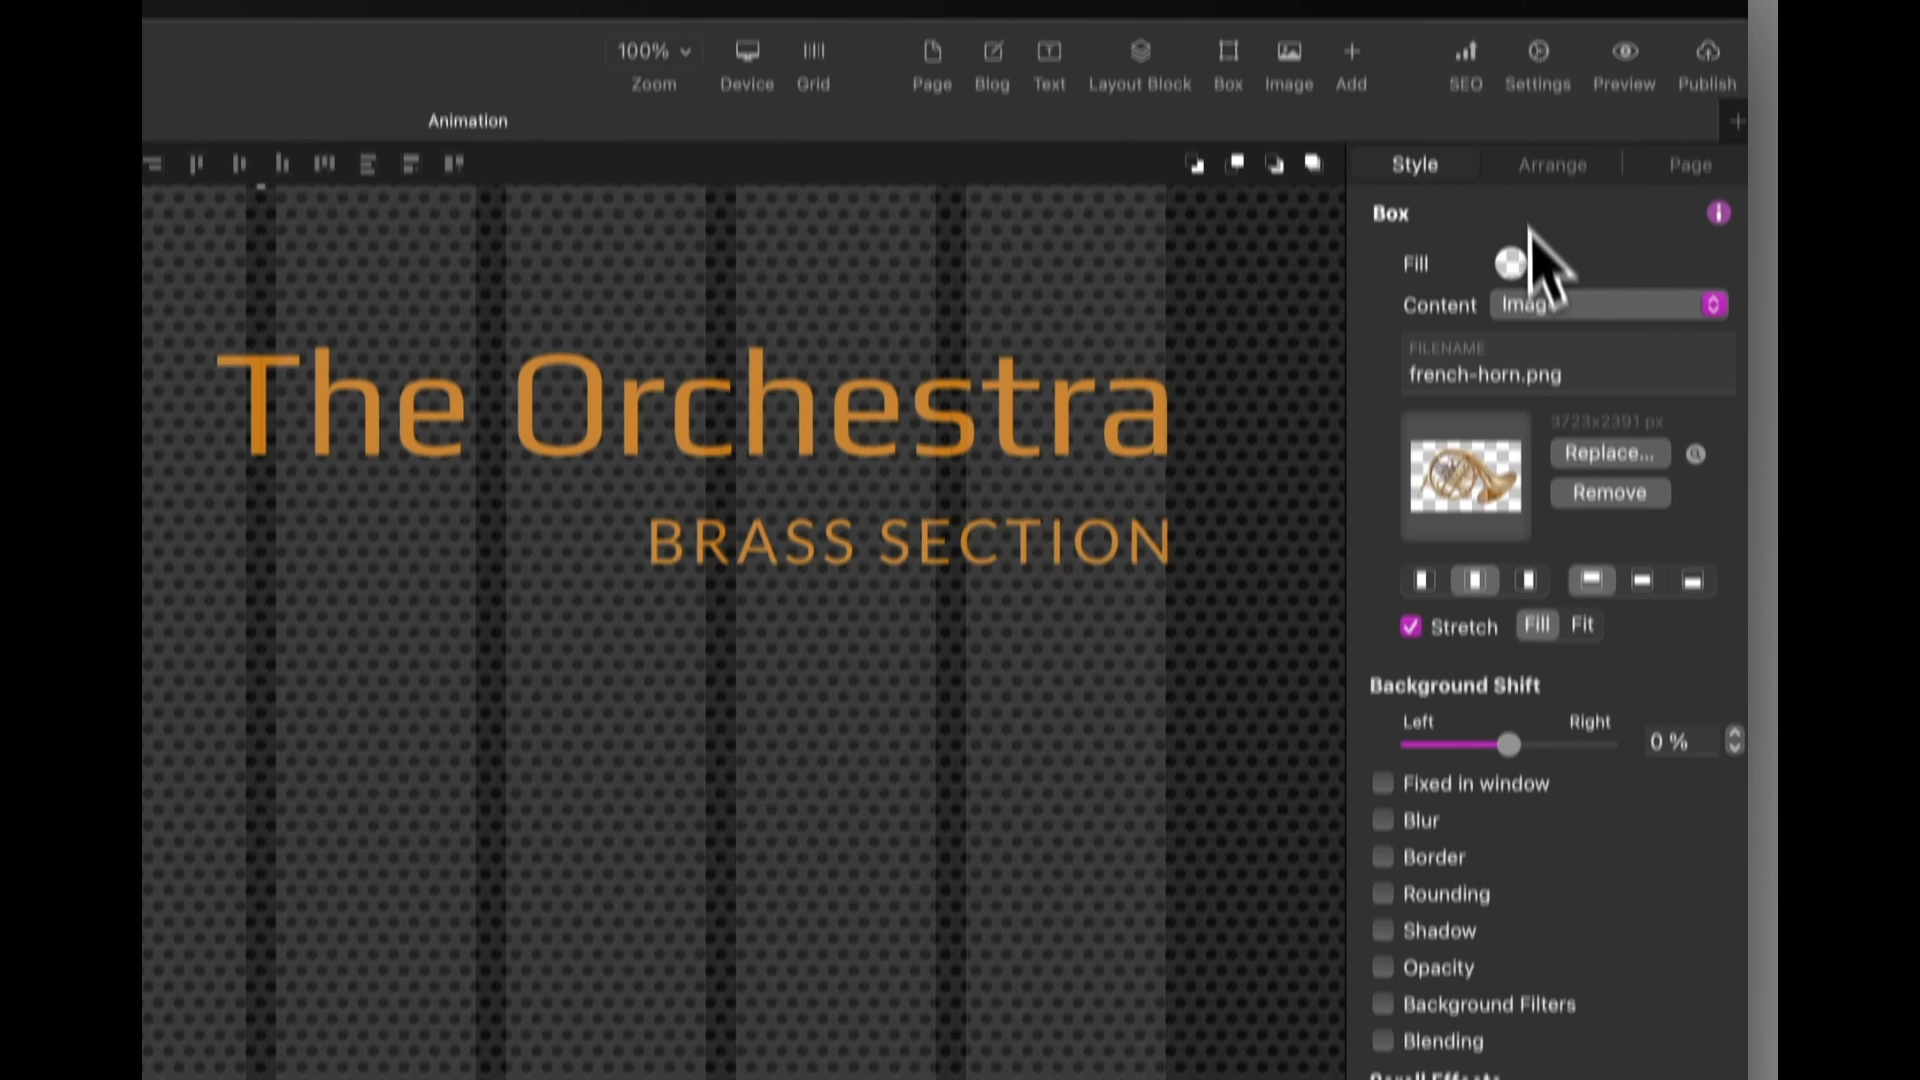 100%
Zoom
Device
Grid
Page
Blog
Text
Layout Block
Box
Image
Add
SEO
Settings
Preview
Publish
Animation
Style
Arrange
Page
Box
Fill
Content
FILENAME
french-horn.png
3723x2391 px
Replace...
Remove
Stretch
Fill
Fit
Background Shift
Left
Right
0 %
Fixed in window
Blur
Border
Rounding
Shadow
Opacity
Background Filters
Blending
The Orchestra
BRASS SECTION